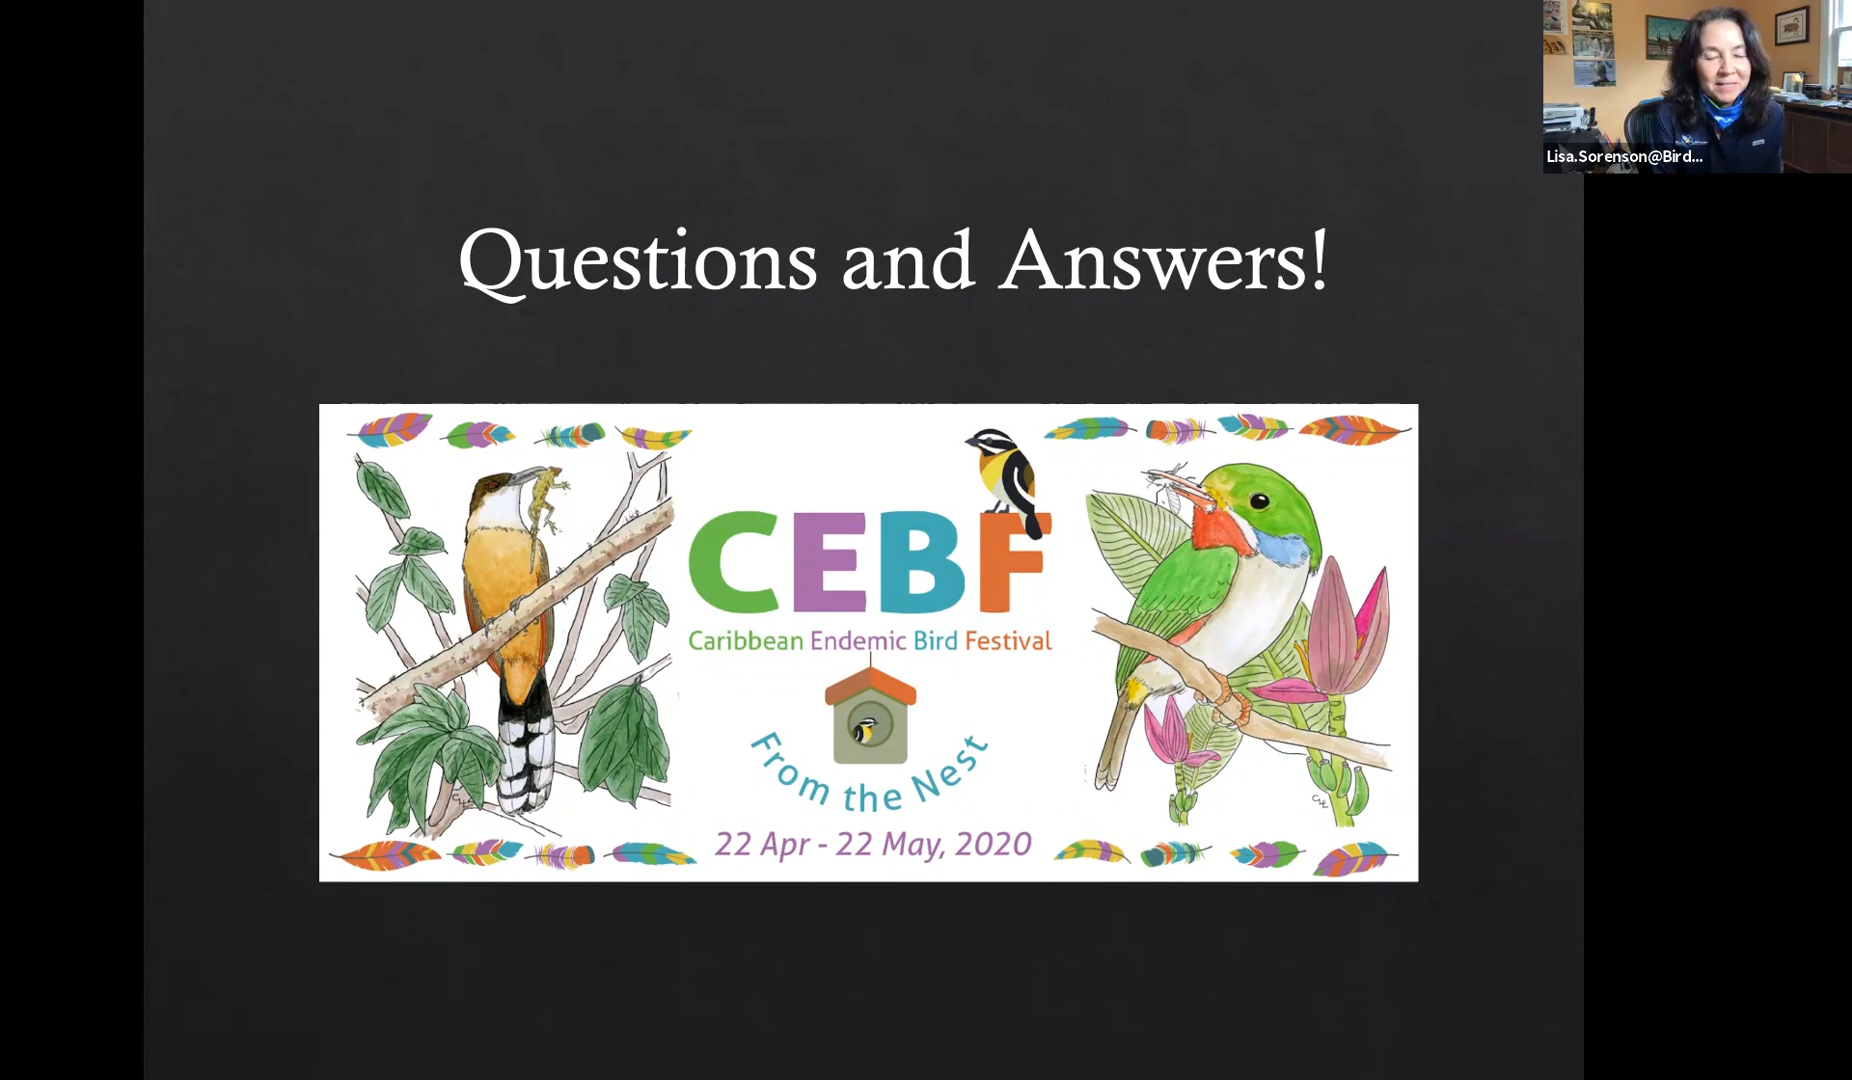 Lisa.Sorenson@Bird...
Questions and Answers!
CEBF
Caribbean Endemic Bird Festival
From the Nest
22 Apr - 22 May, 2020